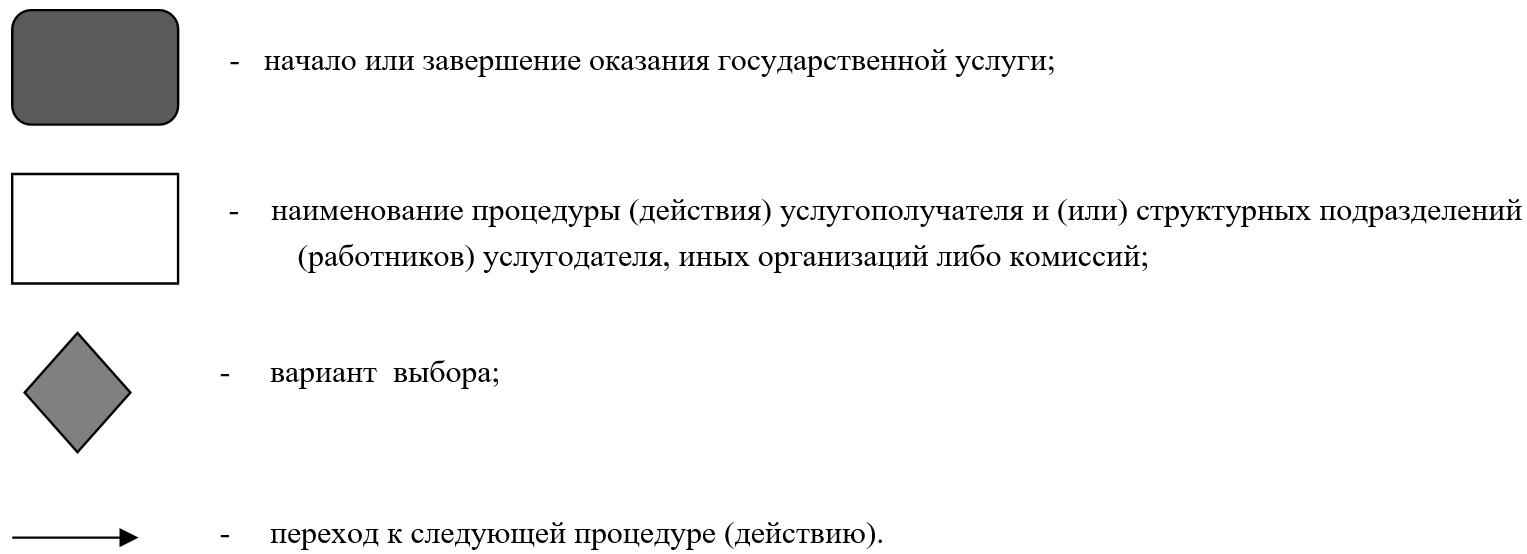 - начало или завершение оказания государственной услуги;
- наименование процедуры (действия) услугополучателя и (или) структурных подразделений
(работников) услугодателя, иных организаций либо комиссий;
- вариант выбора;
- переход к следующей процедуре (действию).